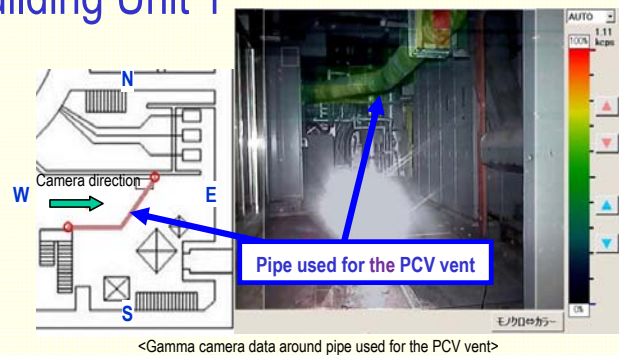 ilding Unit 1
AUTO
1.11
100%
kcps
N
Camera direction
W
E
Pipe used for the PCV vent
S
0%
モノクロ⇔カラー
<Gamma camera data around pipe used for the PCV vent>